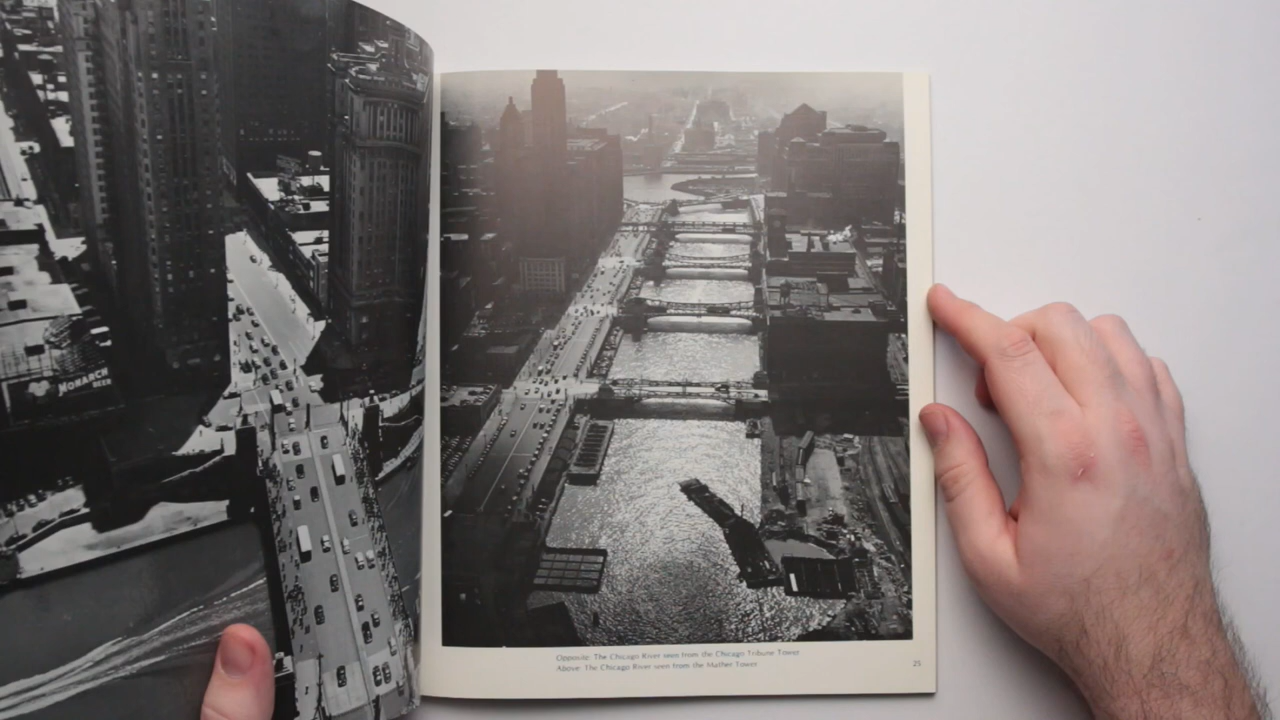 MONARCH
BEER
Opposite: The Chicago River seen from the Chicago Tribune Tower
Above: The Chicago River seen from the Mather Tower
25